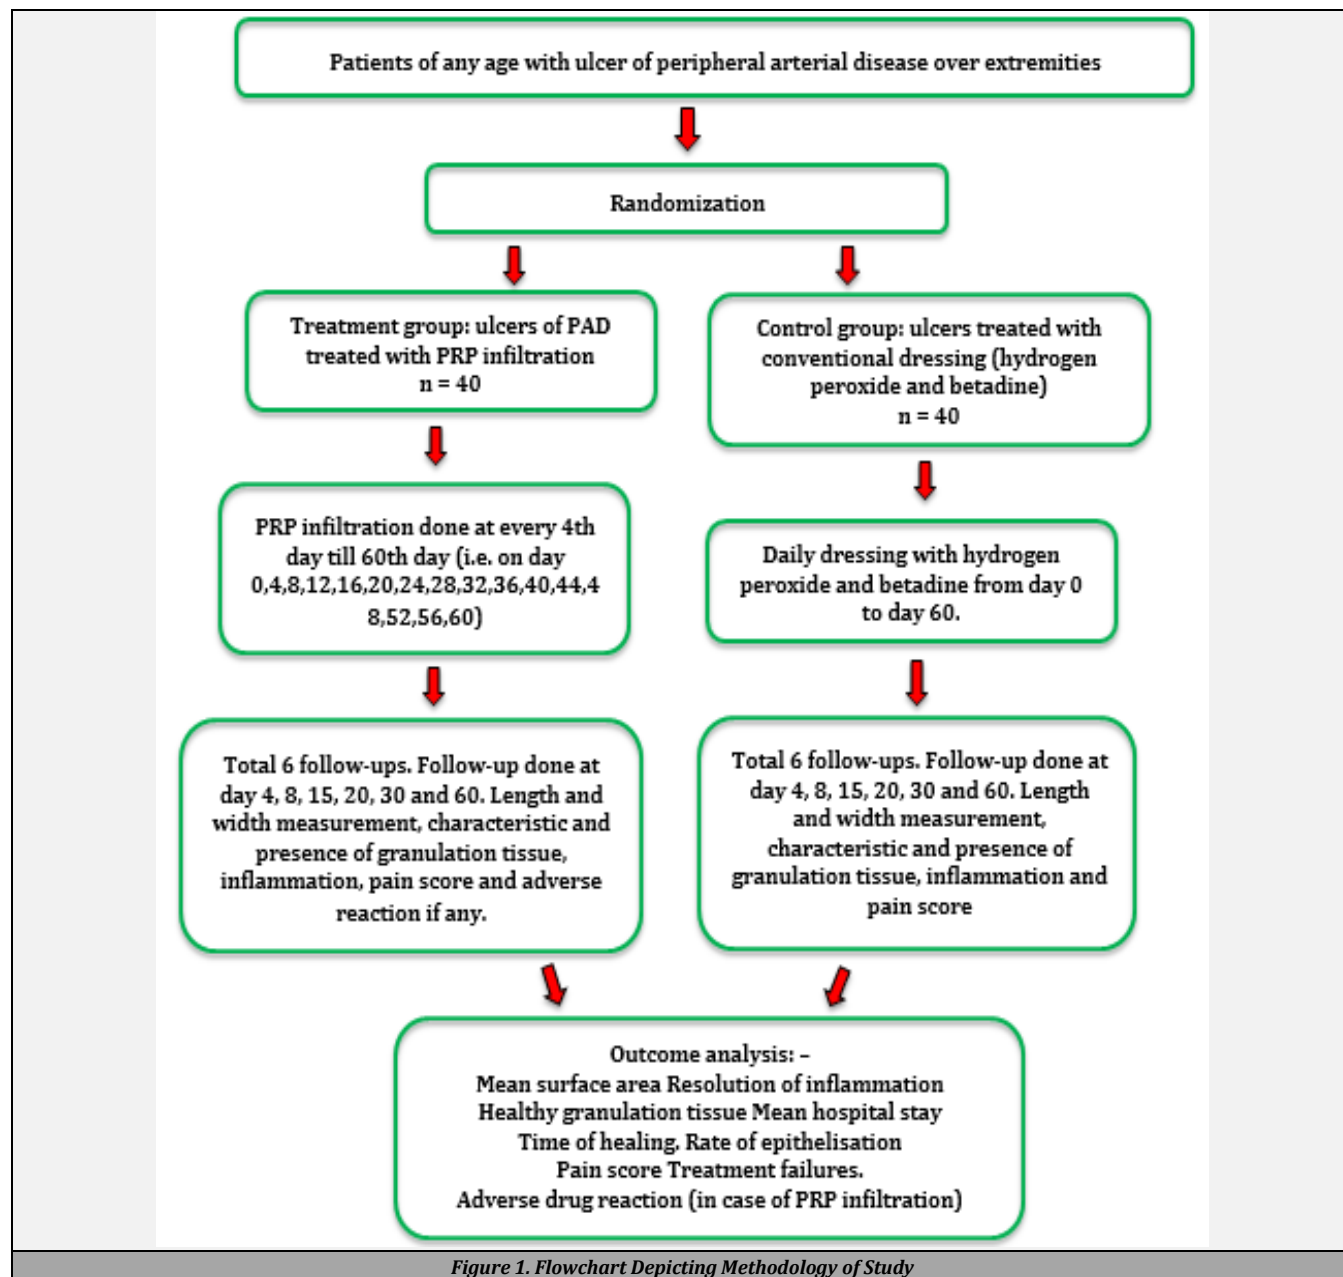 Patients of any age with ulcer of peripheral arterial disease over extremities
Randomization
Treatment group: ulcers of PAD
treated with PRP infiltration
n = 40
Control group: ulcers treated with
conventional dressing (hydrogen
peroxide and betadine)
n = 40
PRP infiltration done at every 4th
day till 60th day (i.e. on day
0,4,8,12,16,20,24,28,32,36,40,44,4
8,52,56,60)
Daily dressing with hydrogen
peroxide and betadine from day 0
to day 60.
Total 6 follow-ups. Follow-up done at
day 4, 8, 15, 20, 30 and 60. Length and
width measurement, characteristic and
presence of granulation tissue,
inflammation, pain score and adverse
reaction if any.
Total 6 follow-ups. Follow-up done at
day 4, 8, 15, 20, 30 and 60. Length
and width measurement,
characteristic and presence of
granulation tissue, inflammation and
pain score
Outcome analysis: –
Mean surface area Resolution of inflammation
Healthy granulation tissue Mean hospital stay
Time of healing. Rate of epithelisation
Pain score Treatment failures.
Adverse drug reaction (in case of PRP infiltration)
Figure 1. Flowchart Depicting Methodology of Study